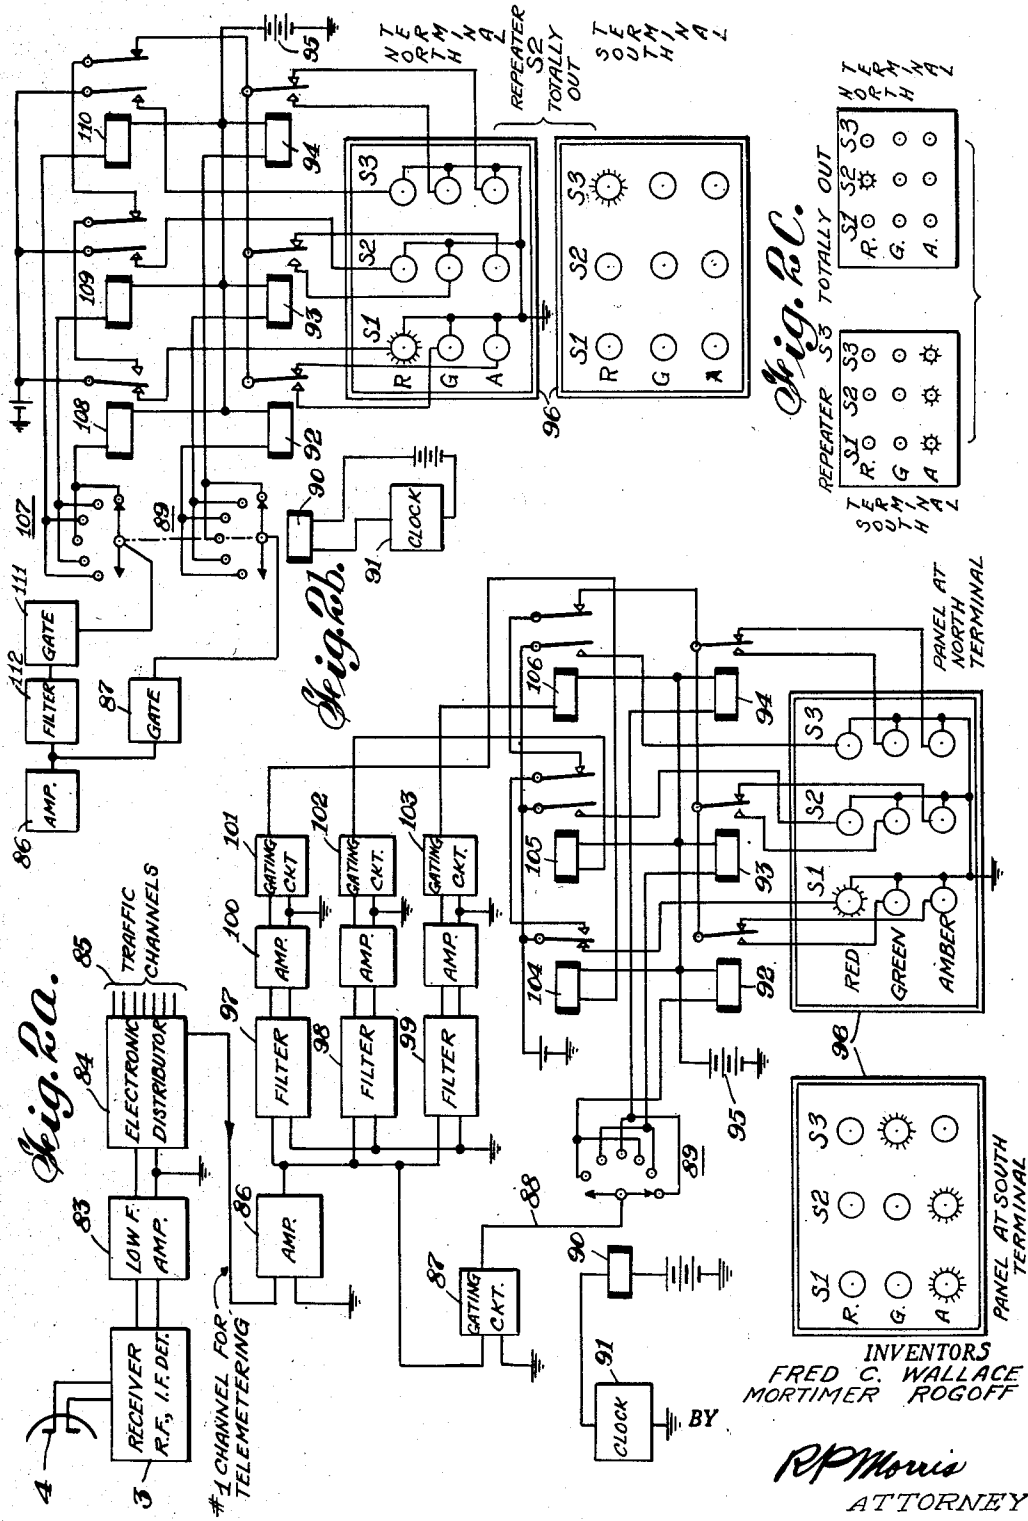 Fig. 2A.
4
3
RECEIVER
R.F., I.F. DET.
83
LOW F.
AMP.
84
ELECTRONIC
DISTRIBUTOR
85
TRAFFIC
CHANNELS
#1 CHANNEL FOR
TELEMETERING
86
AMP.
97
FILTER
98
FILTER
99
FILTER
100
AMP.
AMP.
AMP.
101
GATING
CKT.
102
GATING
CKT.
103
GATING
CKT.
87
GATING
CKT.
88
89
90
91
CLOCK
95
104
105
106
92
93
94
96
S1
S2
S3
RED
GREEN
AMBER
PANEL AT
NORTH
TERMINAL
S1
S2
S3
R.
G.
A
PANEL AT SOUTH
TERMINAL
Fig. 2b.
86
AMP.
112
FILTER
111
GATE
87
GATE
107
89
90
91
CLOCK
108
109
110
92
93
94
95
96
S1
S2
S3
R
G
A
NORTH
TERMINAL
REPEATER
S2
TOTALLY
OUT
S1
S2
S3
R
G
A
SOUTH
TERMINAL
Fig. 2C.
REPEATER S3 TOTALLY OUT
S1 S2 S3
R.
G
A
SOUTH
TERMINAL
S1 S2 S3
R.
G.
A.
NORTH
TERMINAL
INVENTORS
FRED C. WALLACE
MORTIMER ROGOFF
BY
RP Morris
ATTORNEY